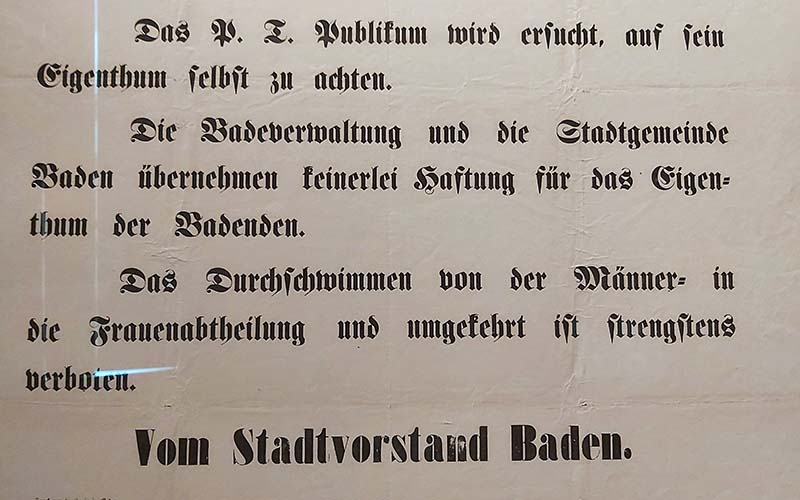 Das P. T. Publikum wird ersucht, auf sein
Eigenthum selbst zu achten.
Die Badeverwaltung und die Stadtgemeinde
Baden übernehmen keinerlei Haftung für das Eigen-
thum der Badenden.
Das Durchschwimmen von der Männer- in
die Frauenabtheilung und umgekehrt ist strengstens
verboten.
Vom Stadtvorstand Baden.